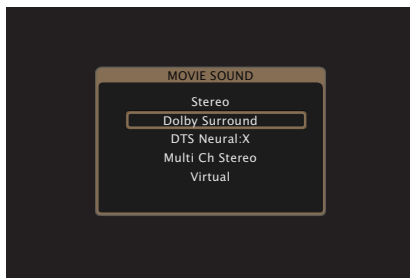 MOVIE SOUND
Stereo
Dolby Surround
DTS Neural:X
Multi Ch Stereo
Virtual